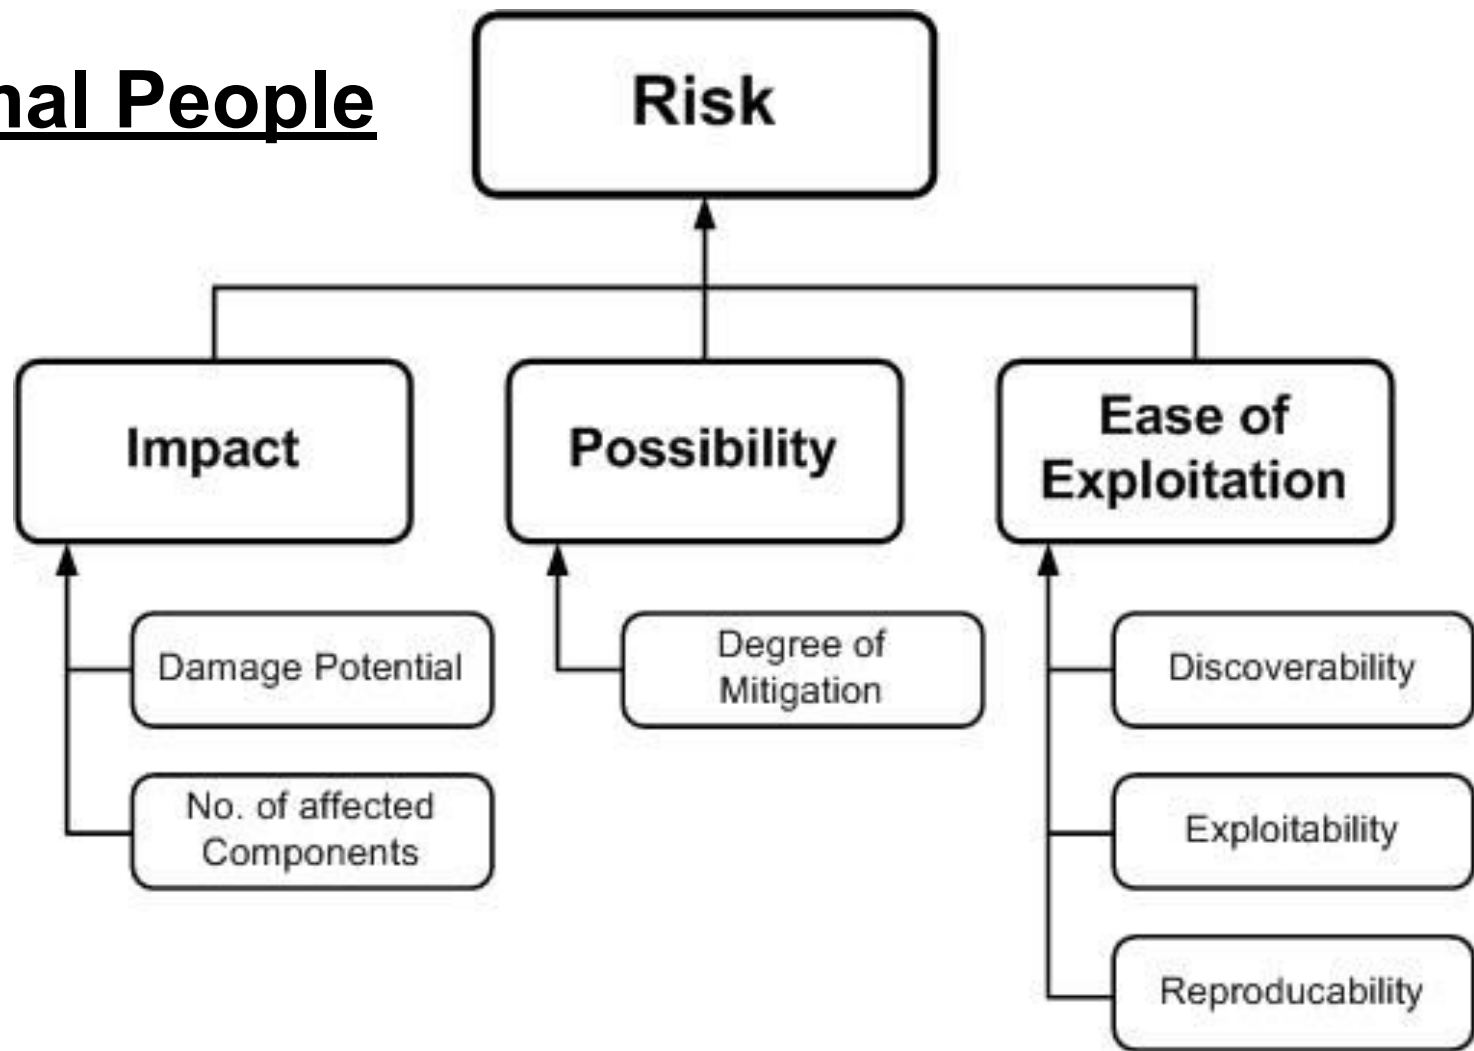 nal People
Risk
Impact
Possibility
Ease of
Exploitation
Damage Potential
No. of affected
Components
Degree of
Mitigation
Discoverability
Exploitability
Reproducability